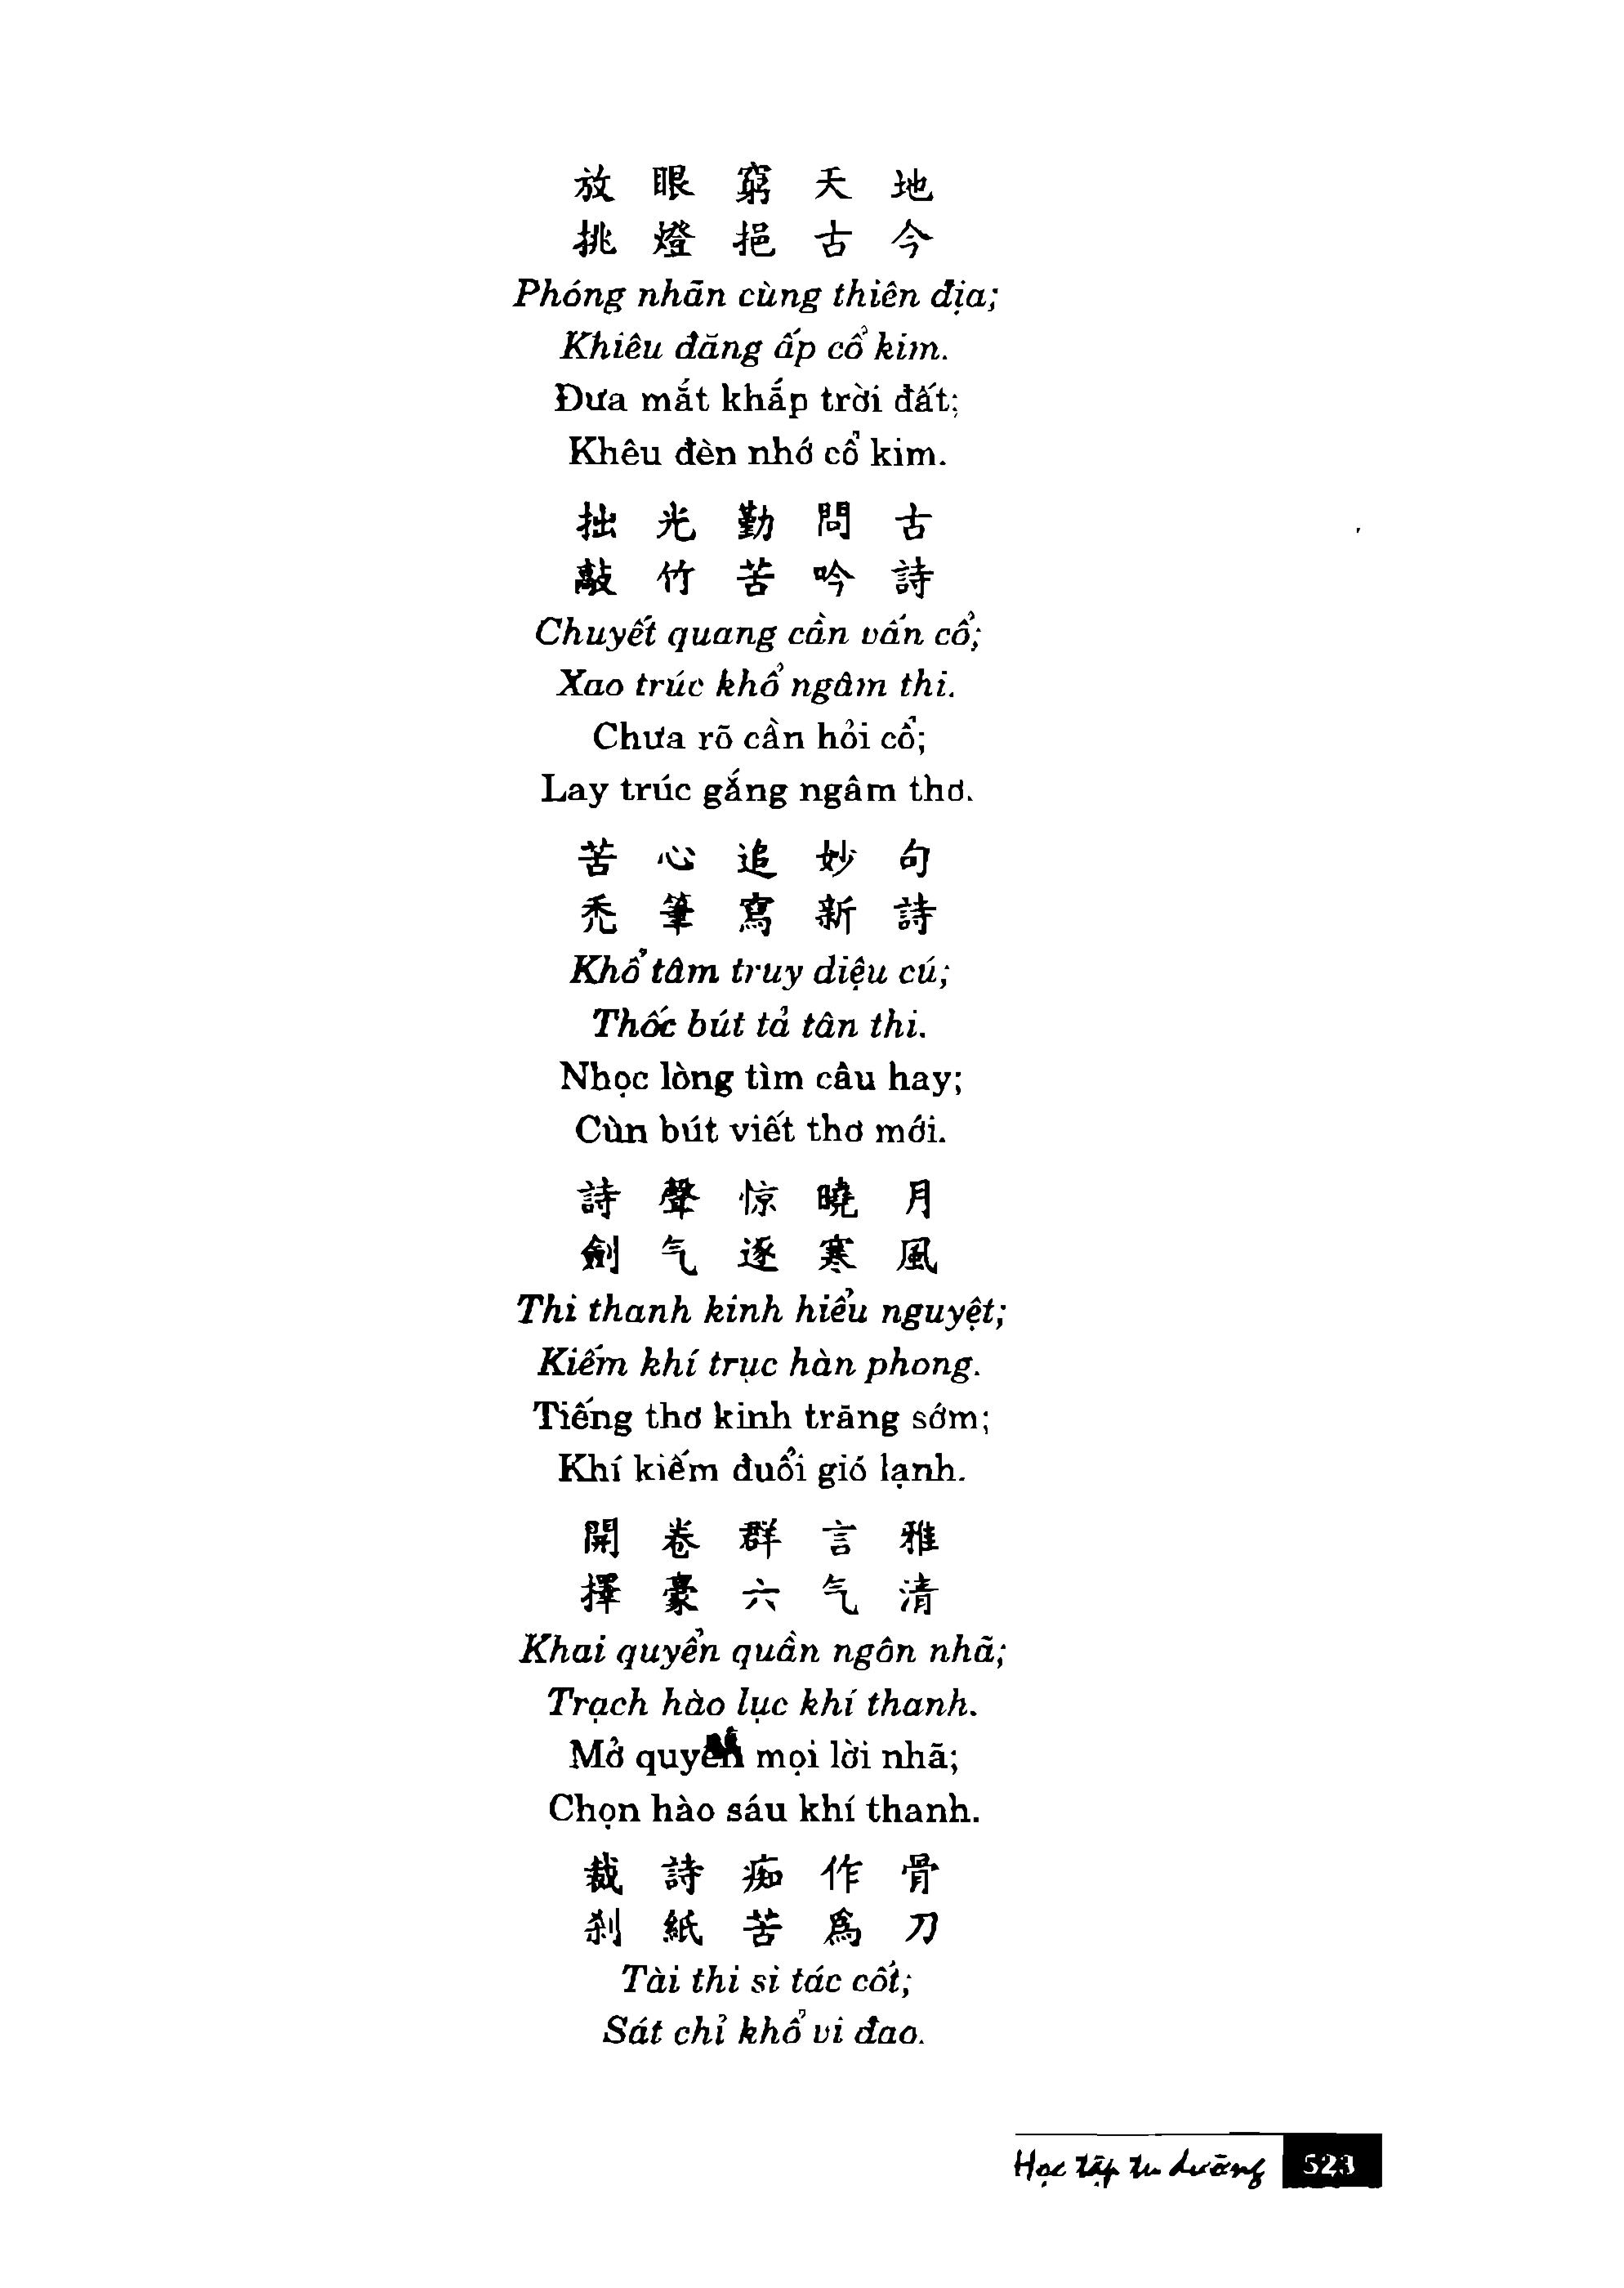 放 眼 窮 天 地
挑 燈 挹 古 今
Phóng nhãn cùng thiên địa;
Khiêu đăng ấp cổ kim.
Đưa mắt khắp trời đất;
Khêu đèn nhớ cổ kim.
拙 光 勤 問 古
敲 竹 苦 吟 詩
Chuyết quang cần vấn cổ;
Xao trúc khổ ngâm thi.
Chưa rõ cần hỏi cổ;
Lay trúc gắng ngâm thơ.
苦 心 追 妙 句
禿 筆 寫 新 詩
Khổ tâm truy diệu cú;
Thốc bút tả tân thi.
Nhọc lòng tìm câu hay;
Cùn bút viết thơ mới.
詩 聲 惊 曉 月
劍 气 逐 寒 風
Thi thanh kinh hiểu nguyệt;
Kiếm khí trục hàn phong.
Tiếng thơ kinh trăng sớm;
Khí kiếm đuổi gió lạnh.
開 卷 群 言 雅
擇 豪 六 气 清
Khai quyển quần ngôn nhã;
Trạch hào lục khí thanh.
Mở quyển mọi lời nhã;
Chọn hào sáu khí thanh.
裁 詩 痴 作 骨
刹 紙 苦 為 刀
Tài thi si tác cốt;
Sát chỉ khổ vi đao.
Học tập tu dưỡng 523